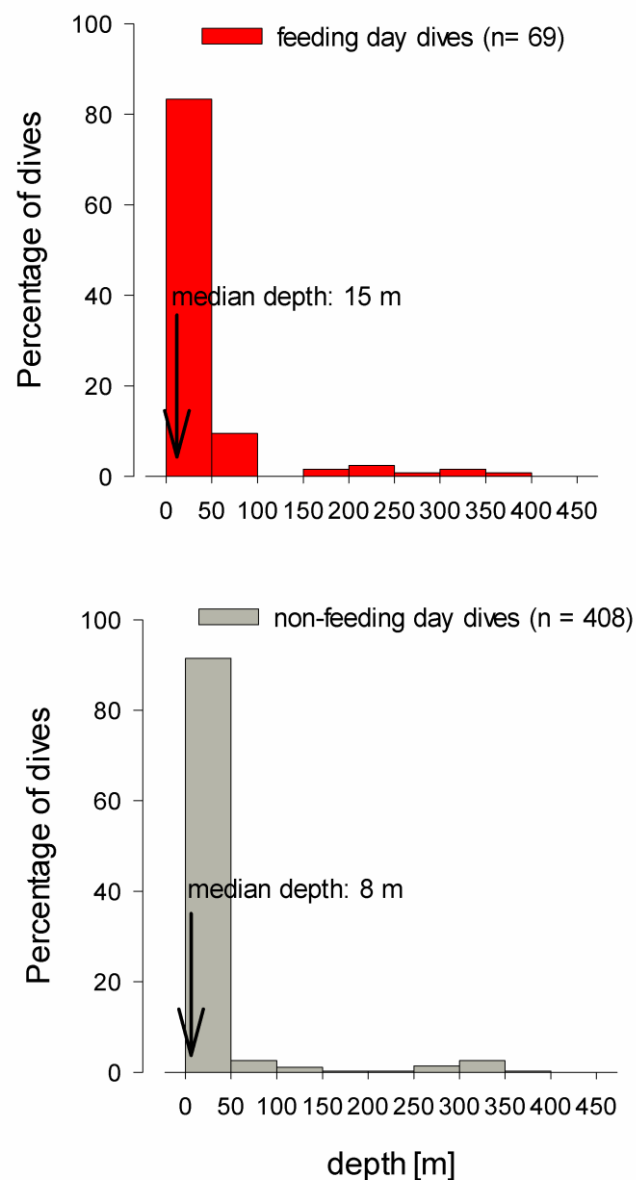 100
feeding day dives (n= 69)
80
60
40
20
0
Percentage of dives
median depth: 15 m
0 50 100 150 200 250 300 350 400 450
100
non-feeding day dives (n = 408)
80
60
40
20
0
Percentage of dives
median depth: 8 m
0 50 100 150 200 250 300 350 400 450
depth [m]